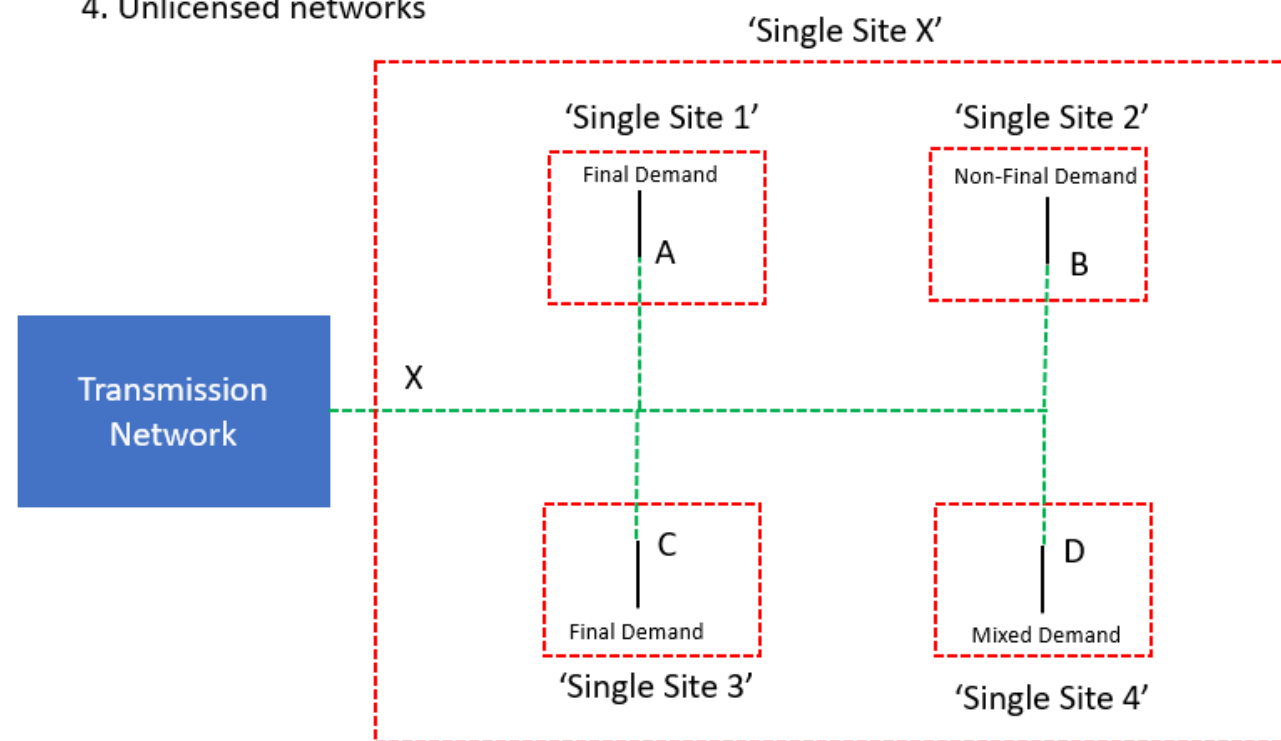 4. Unlicensed networks
‘Single Site X’
‘Single Site 1’
‘Single Site 2’
Final Demand
Non-Final Demand
A
B
X
Transmission
Network
C
D
Final Demand
Mixed Demand
‘Single Site 3’
‘Single Site 4’